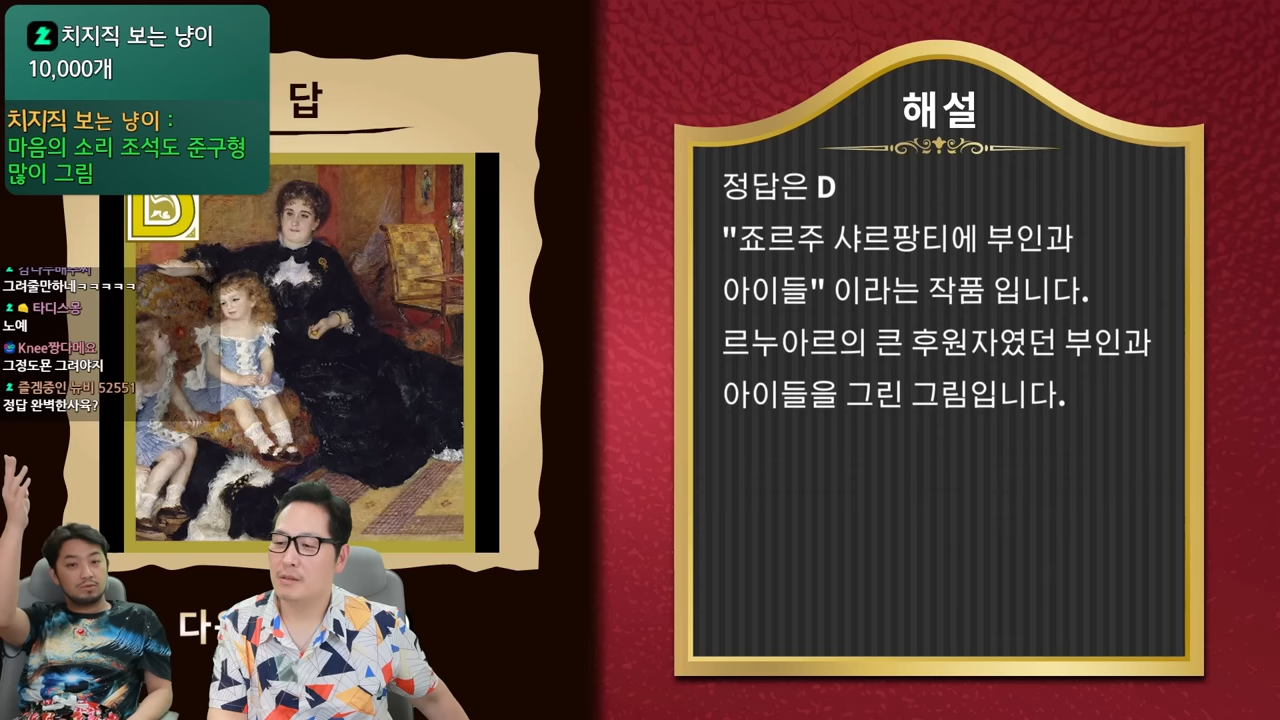 치지직 보는 냥이
10,000개
치지직 보는 냥이 :
마음의 소리 조석도 준구형
많이 그림
답
D
그려줄만하네ㅋㅋㅋㅋㅋ
타디스옹
노예
Knee짱다메요
그정도묜 그려야지
즐겜중인 뉴비 52551
정답 완벽한사육?
해설
정답은 D
"죠르주 샤르팡티에 부인과
아이들" 이라는 작품 입니다.
르누아르의 큰 후원자였던 부인과
아이들을 그린 그림입니다.